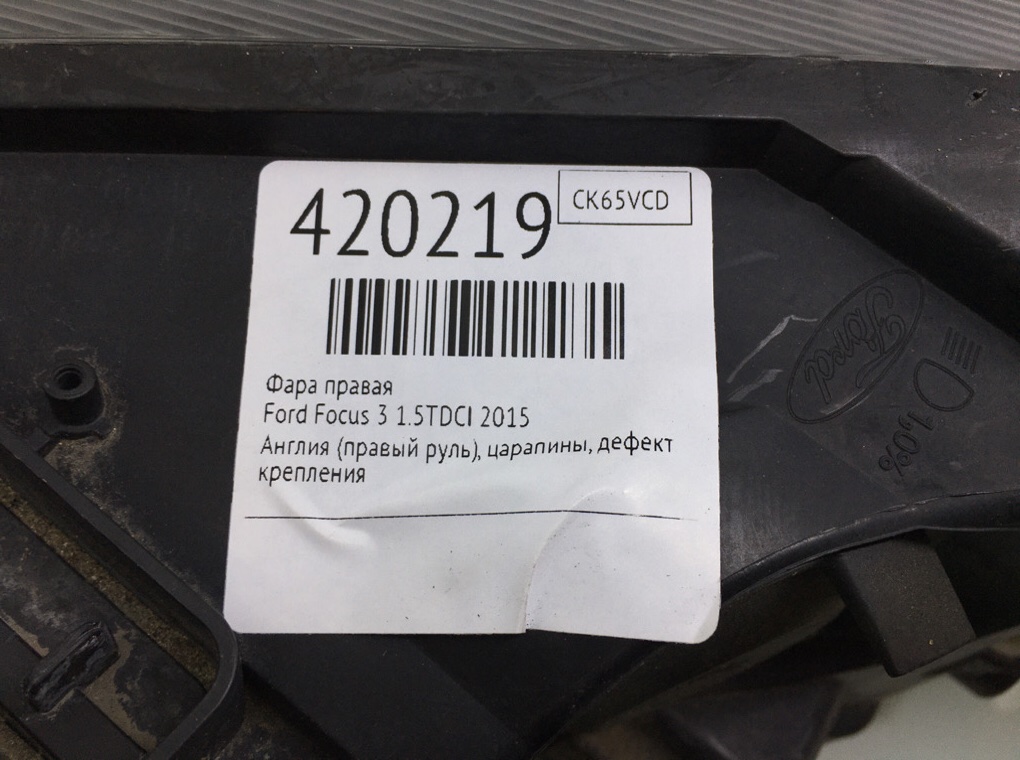 420219
CK65VCD
Фара правая
Ford Focus 3 1.5TDCI 2015
Англия (правый руль), царапины, дефект
крепления
Ford
1,0%